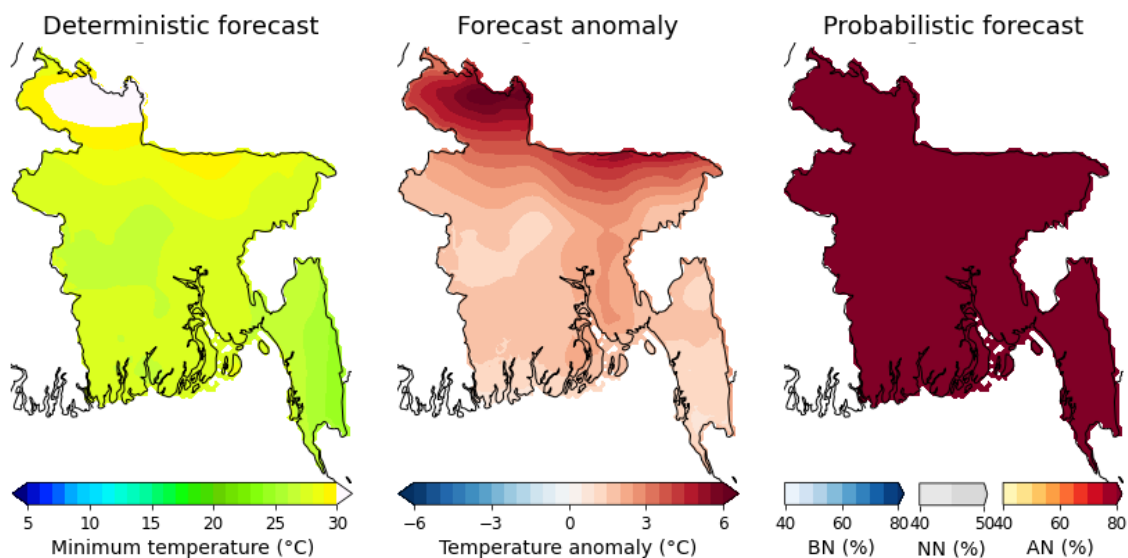 Deterministic forecast
Forecast anomaly
Probabilistic forecast
5 10 15 20 25 30
Minimum temperature (°C)
−6 −3 0 3 6
Temperature anomaly (°C)
40 60 80
BN (%)
40 50
NN (%)
40 60 80
AN (%)